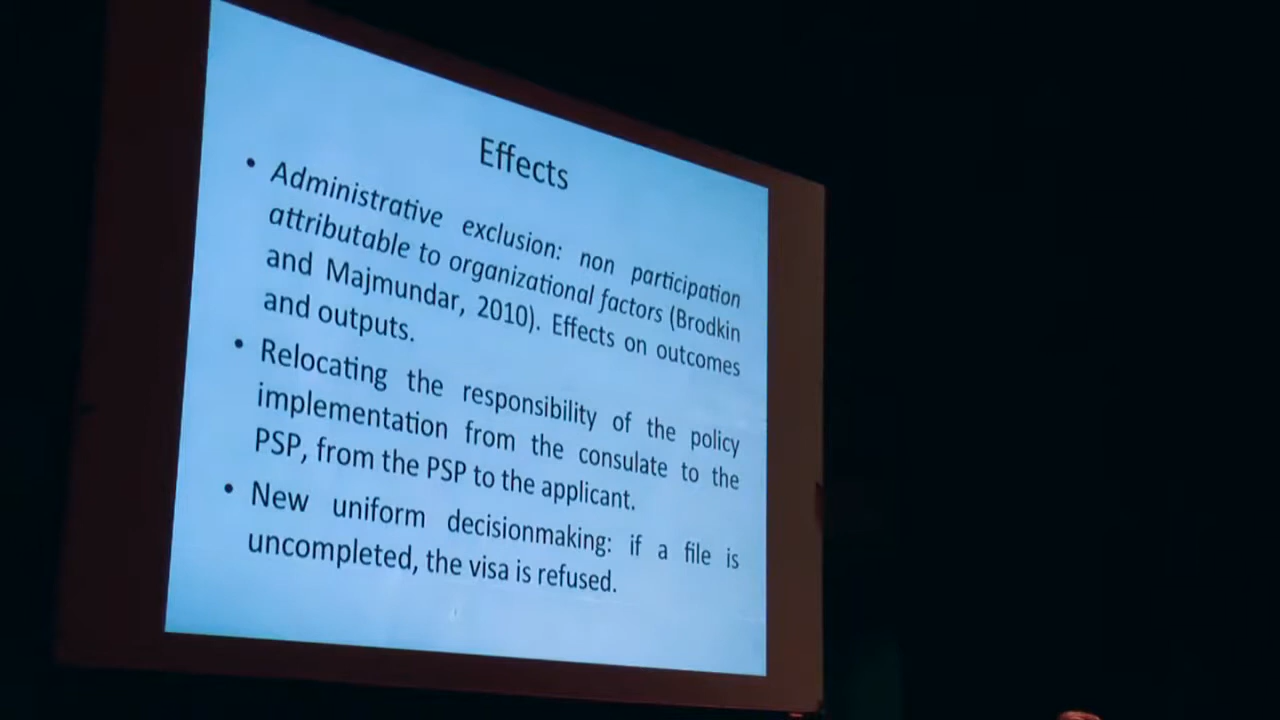 Effects
• Administrative exclusion: non participation
attributable to organizational factors (Brodkin
and Majmundar, 2010). Effects on outcomes
and outputs.
• Relocating the responsibility of the policy
implementation from the consulate to the
PSP, from the PSP to the applicant.
• New uniform decisionmaking: if a file is
uncompleted, the visa is refused.